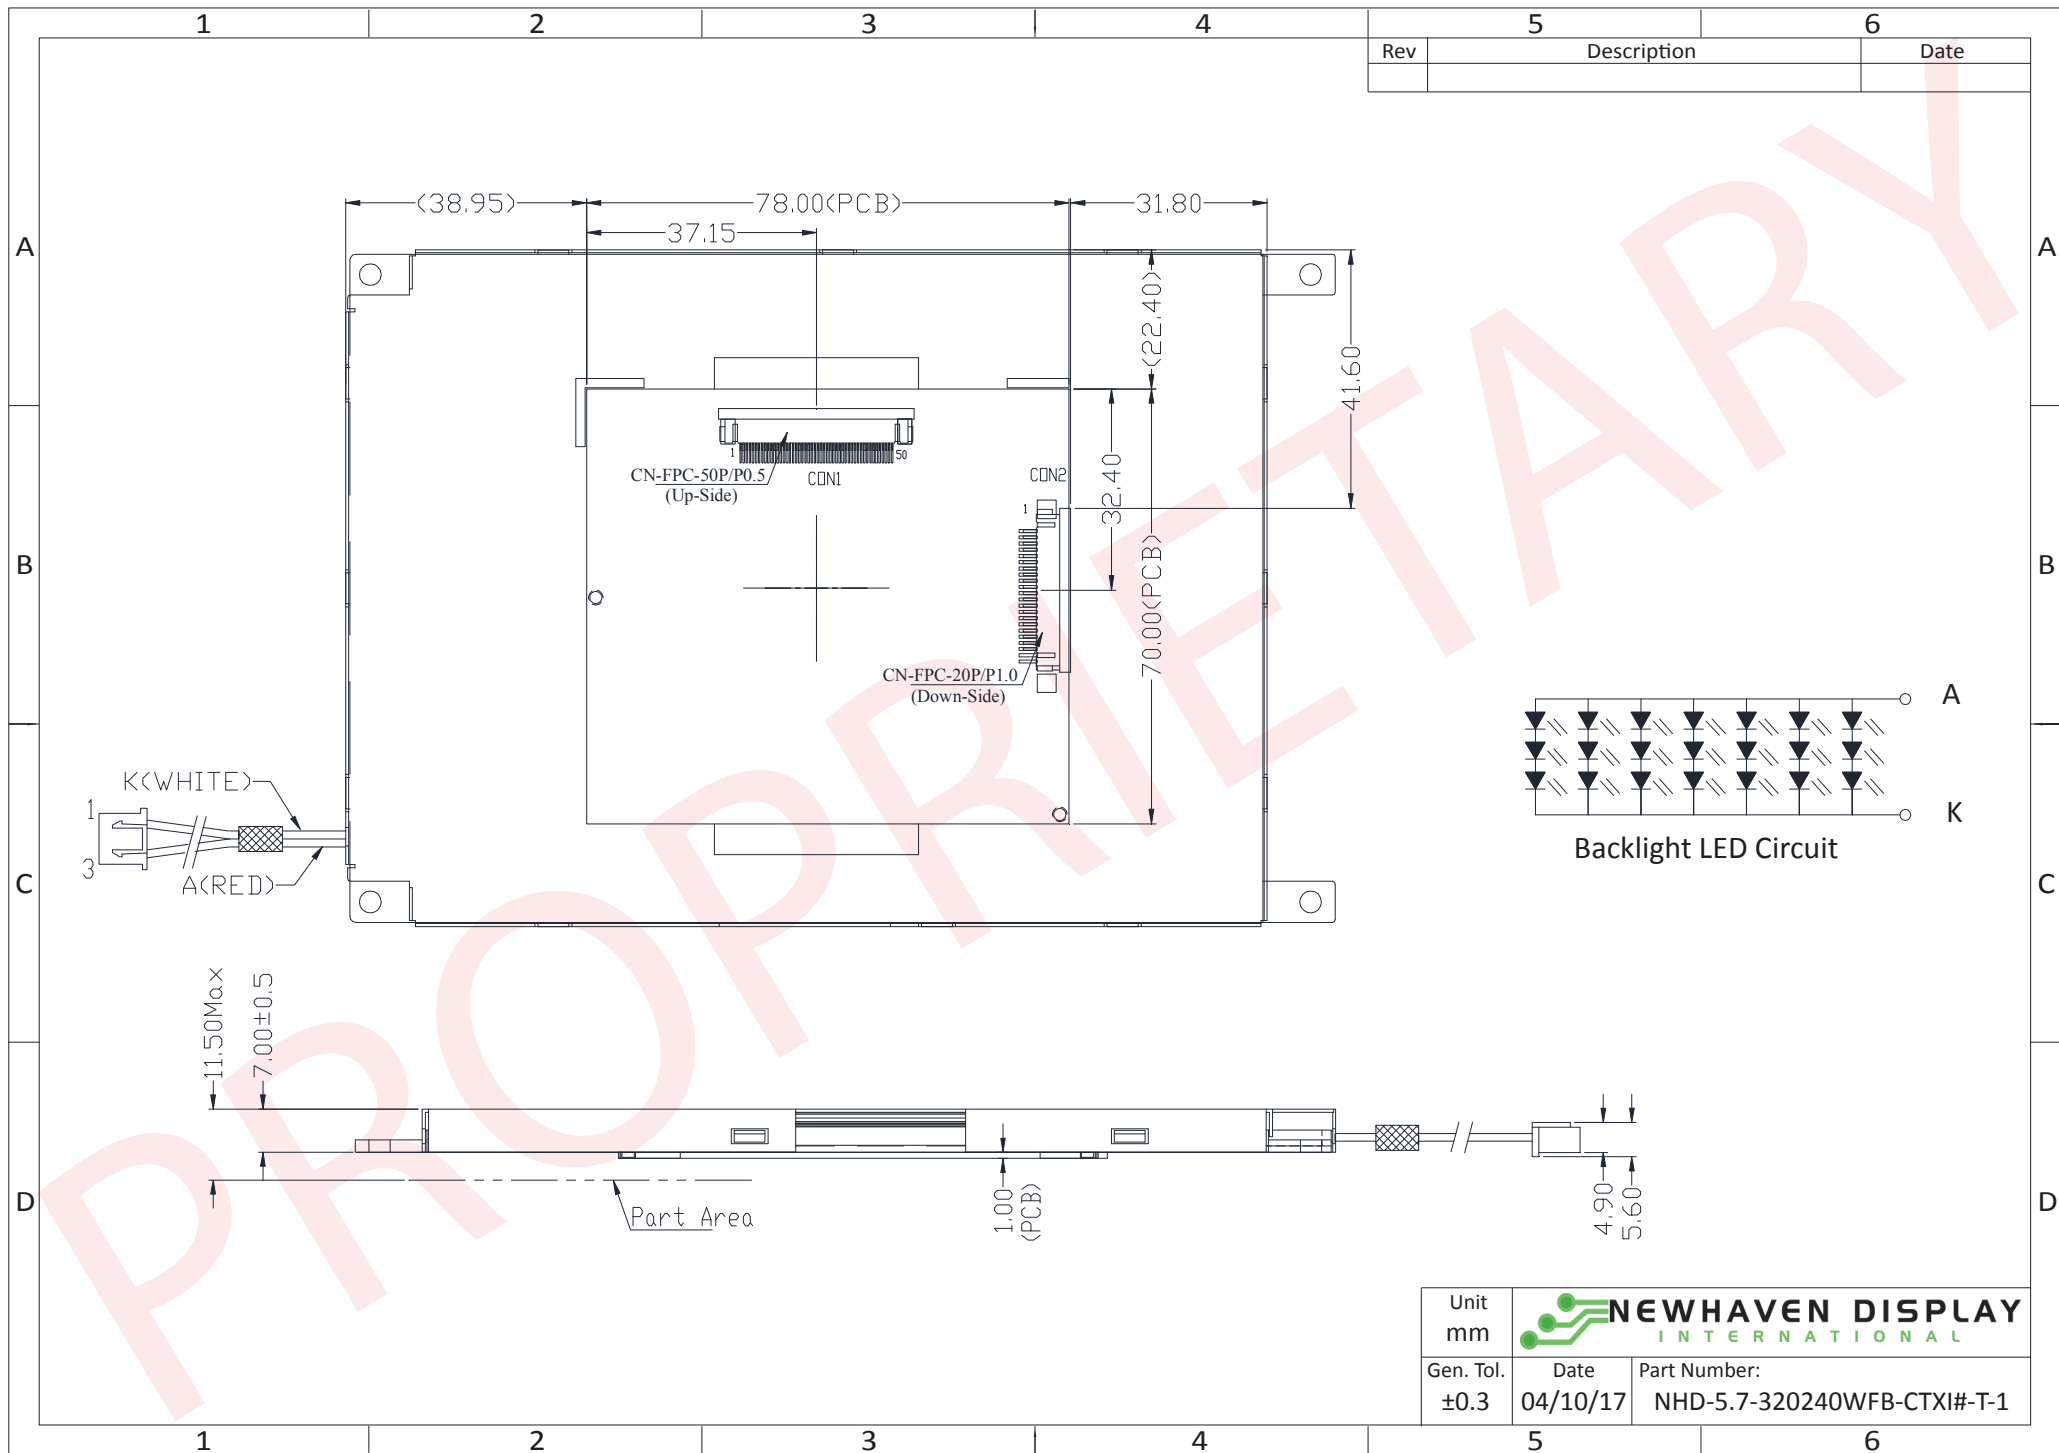 1 2 3 4 5 6
Rev Description Date
(38.95) 78.00(PCB) 31.80
37.15
A A
(22.40)
41.60
1 50
CN-FPC-50P/P0.5
(Up-Side)
CON1
CON2
32.40
1
B B
70.00(PCB)
CN-FPC-20P/P1.0
(Down-Side)
A
K(WHITE)
1
K
Backlight LED Circuit
3
A(RED)
C C
11.50Max
7.00±0.5
D D
Part Area
1.00
(PCB)
4.90
5.60
PROPRIETARY
Unit
mm
NEWHAVEN DISPLAY
INTERNATIONAL
Gen. Tol. Date Part Number:
±0.3 04/10/17 NHD-5.7-320240WFB-CTXI#-T-1
1 2 3 4 5 6